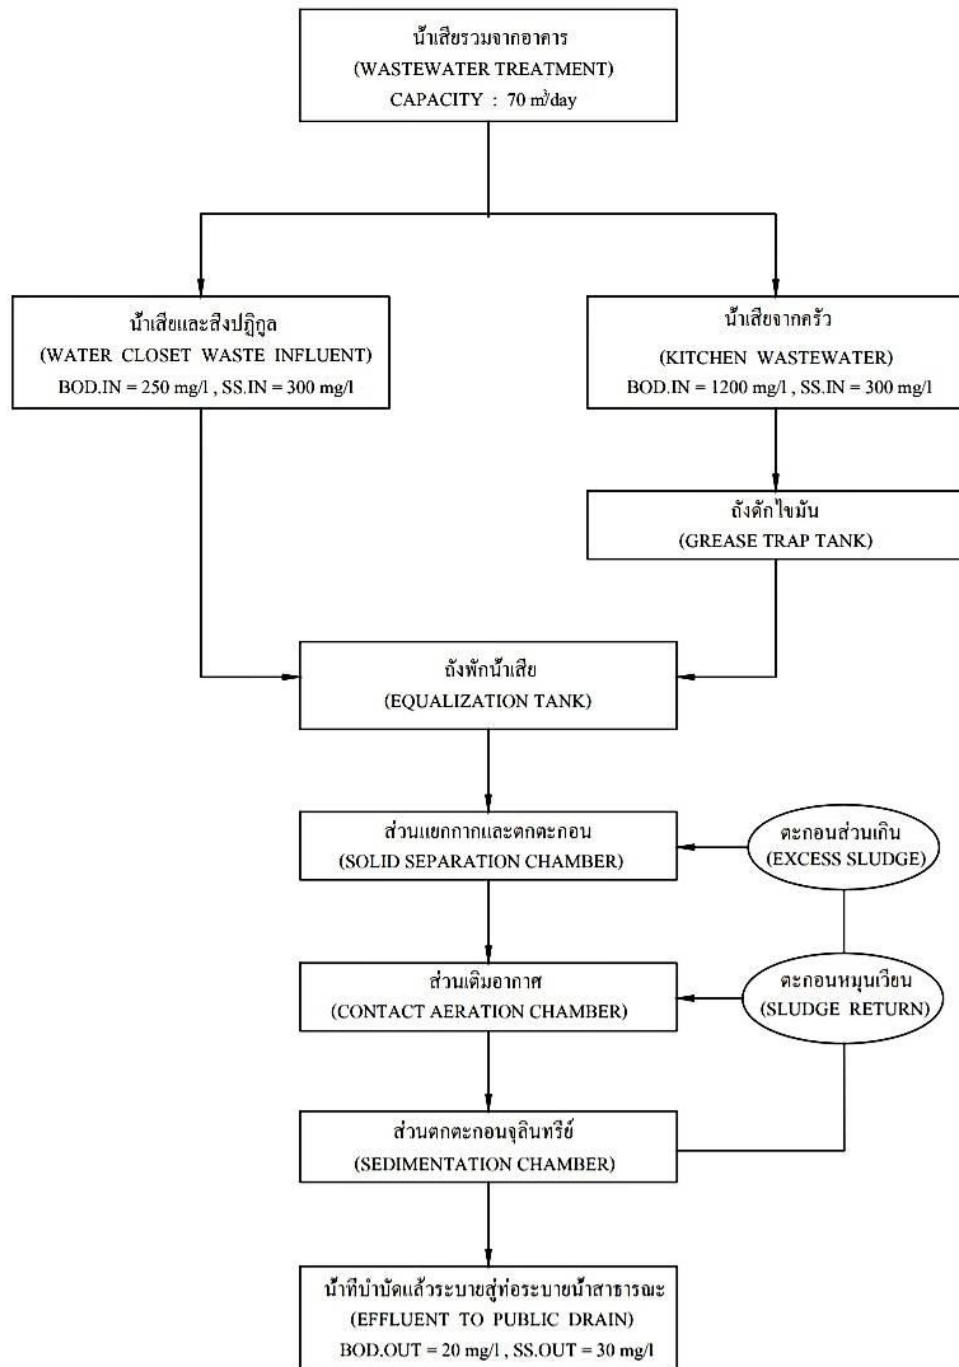 น้ำเสียรวมจากอาคาร
(WASTEWATER TREATMENT)
CAPACITY : 70 m³/day
น้ำเสียและสิ่งปฏิกูล
(WATER CLOSET WASTE INFLUENT)
BOD.IN = 250 mg/l , SS.IN = 300 mg/l
น้ำเสียจากครัว
(KITCHEN WASTEWATER)
BOD.IN = 1200 mg/l , SS.IN = 300 mg/l
ถังดักไขมัน
(GREASE TRAP TANK)
ถังพักน้ำเสีย
(EQUALIZATION TANK)
ส่วนแยกกากและตกตะกอน
(SOLID SEPARATION CHAMBER)
ตะกอนส่วนเกิน
(EXCESS SLUDGE)
ส่วนเติมอากาศ
(CONTACT AERATION CHAMBER)
ตะกอนหมุนเวียน
(SLUDGE RETURN)
ส่วนตกตะกอนจุลินทรีย์
(SEDIMENTATION CHAMBER)
น้ำที่บำบัดแล้วระบายสู่ท่อระบายน้ำสาธารณะ
(EFFLUENT TO PUBLIC DRAIN)
BOD.OUT = 20 mg/l , SS.OUT = 30 mg/l